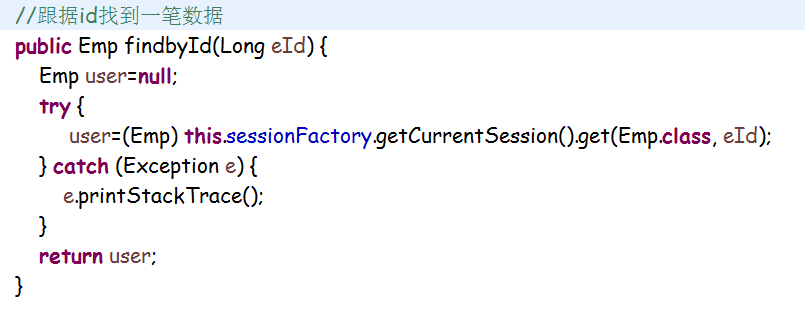 //跟据id找到一笔数据
public Emp findbyId(Long eId) {
Emp user=null;
try {
user=(Emp) this.sessionFactory.getCurrentSession().get(Emp.class, eId);
} catch (Exception e) {
e.printStackTrace();
}
return user;
}